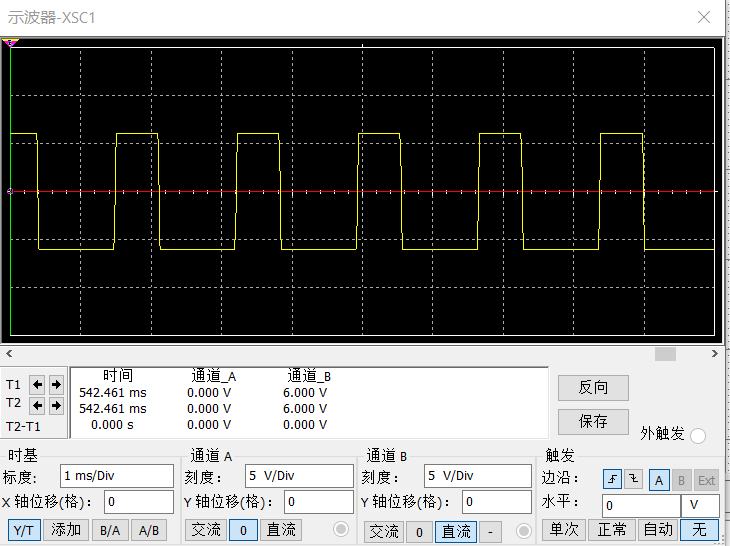 示波器-XSC1
时间 通道_A 通道_B
T1 542.461 ms 0.000 V 6.000 V
T2 542.461 ms 0.000 V 6.000 V
T2-T1 0.000 s 0.000 V 0.000 V
反向
保存
外触发
时基 通道 A 通道 B 触发
标度: 1 ms/Div 刻度: 5 V/Div 刻度: 5 V/Div 边沿: A B Ext
X 轴位移(格): 0 Y 轴位移(格): 0 Y 轴位移(格): 0 水平: 0 V
Y/T 添加 B/A A/B 交流 0 直流 交流 0 直流 - 单次 正常 自动 无